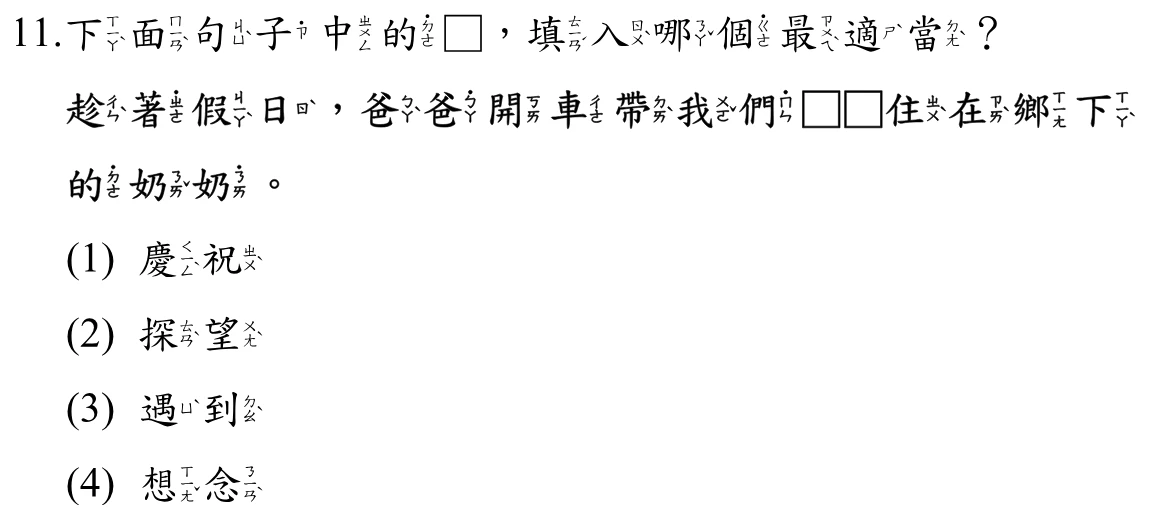 11.下面句子中的□，填入哪個最適當？
趁著假日，爸爸開車帶我們□□住在鄉下
的奶奶。
(1) 慶祝
(2) 探望
(3) 遇到
(4) 想念